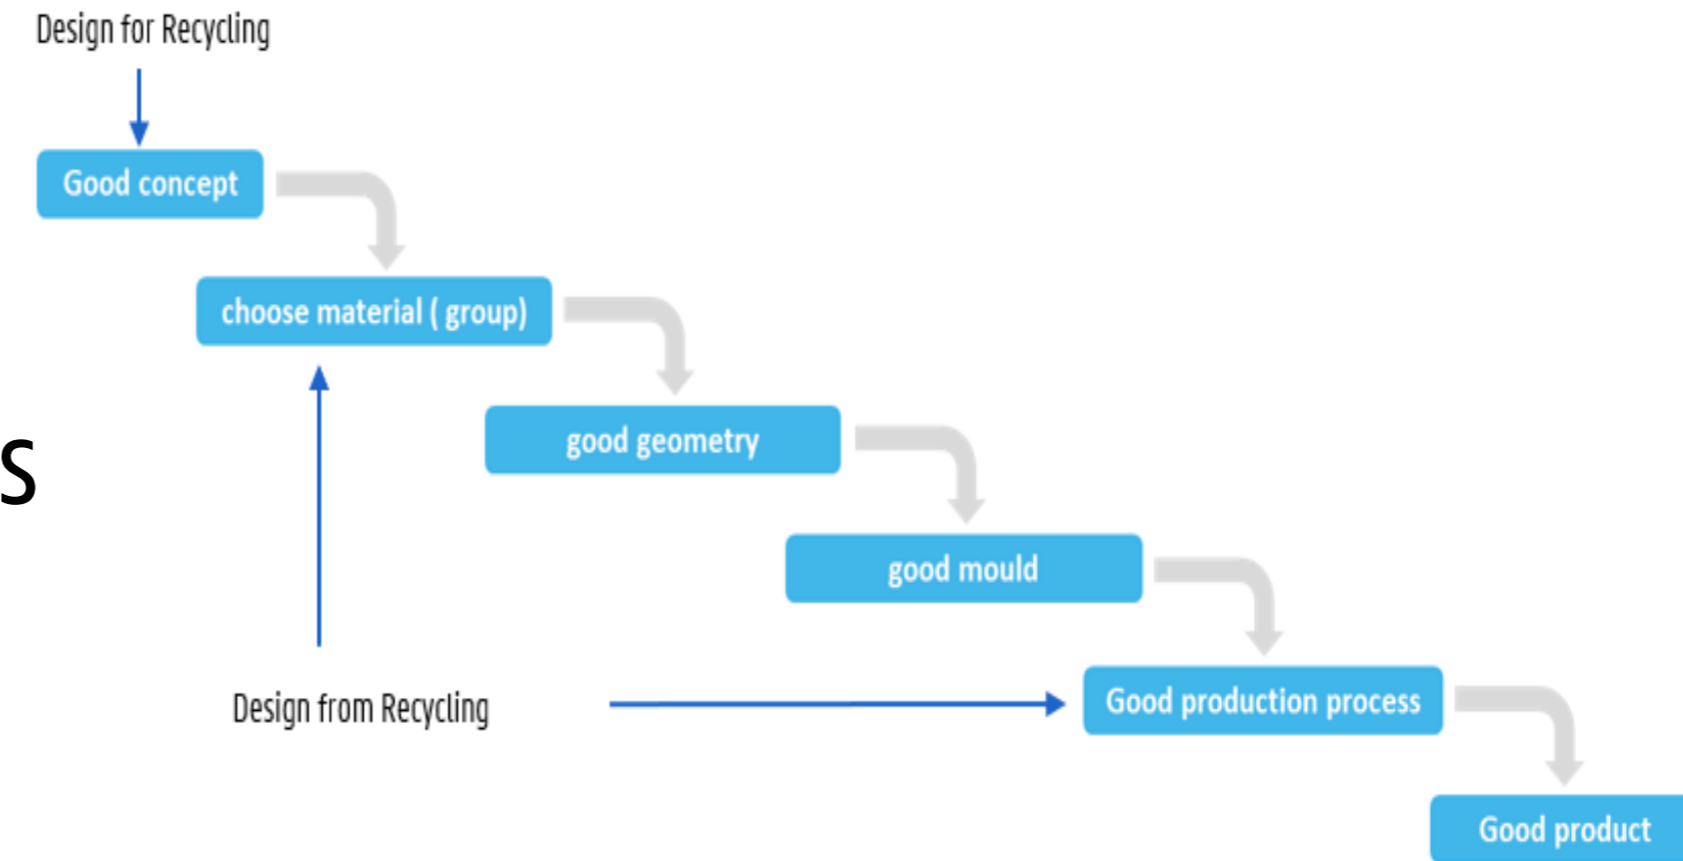 Design for Recycling
Good concept
choose material ( group)
good geometry
s
good mould
Design from Recycling
Good production process
Good product